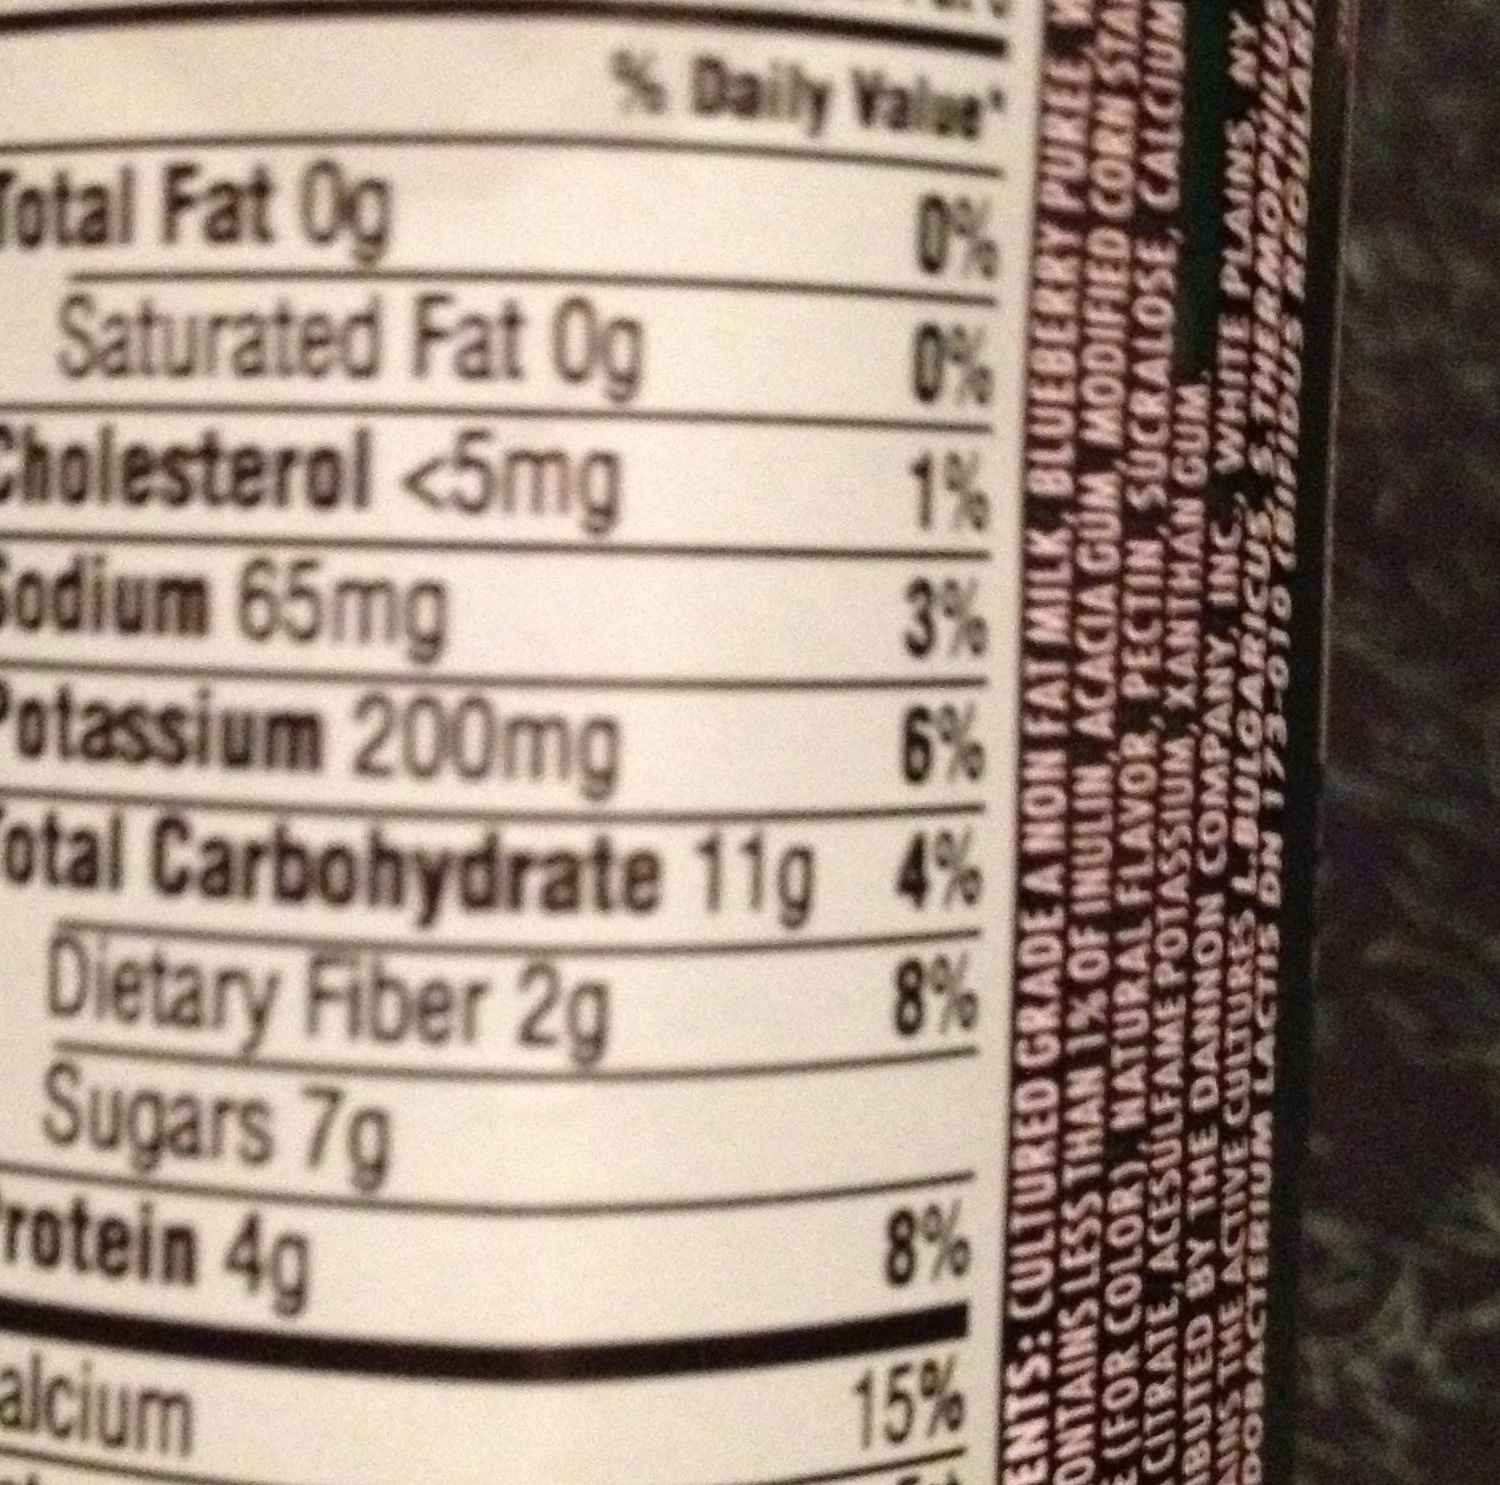 % Daily Value*
Total Fat 0g 0%
Saturated Fat 0g 0%
Cholesterol <5mg 1%
Sodium 65mg 3%
Potassium 200mg 6%
Total Carbohydrate 11g 4%
Dietary Fiber 2g 8%
Sugars 7g
Protein 4g 8%
alcium 15%
ENTS: CULTURED GRADE A NON FAT MILK, BLUEBERRY PUREE,
ONTAINS LESS THAN 1% OF INULIN, ACACIA GUM, MODIFIED CORN STA
E (FOR COLOR), NATURAL FLAVOR, PECTIN, SUCRALOSE, CALCIUM
CITRATE, ACESULFAME POTASSIUM, XANTHAN GUM
IBUTED BY THE DANNON COMPANY, INC., WHITE PLAINS, NY
AINS THE ACTIVE CULTURES L. BULGARICUS, S. THERMOPHILUS
DOBACTERIUM LACTIS DN 173-010